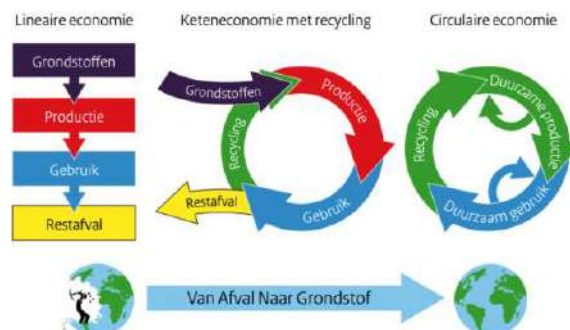 Lineaire economie
Grondstoffen
Productie
Gebruik
Restafval
Keteneconomie met recycling
Grondstoffen
Productie
Gebruik
Restafval
Recycling
Circulaire economie
Duurzame
productie
Duurzaam gebruik
Recycling
Van Afval Naar Grondstof